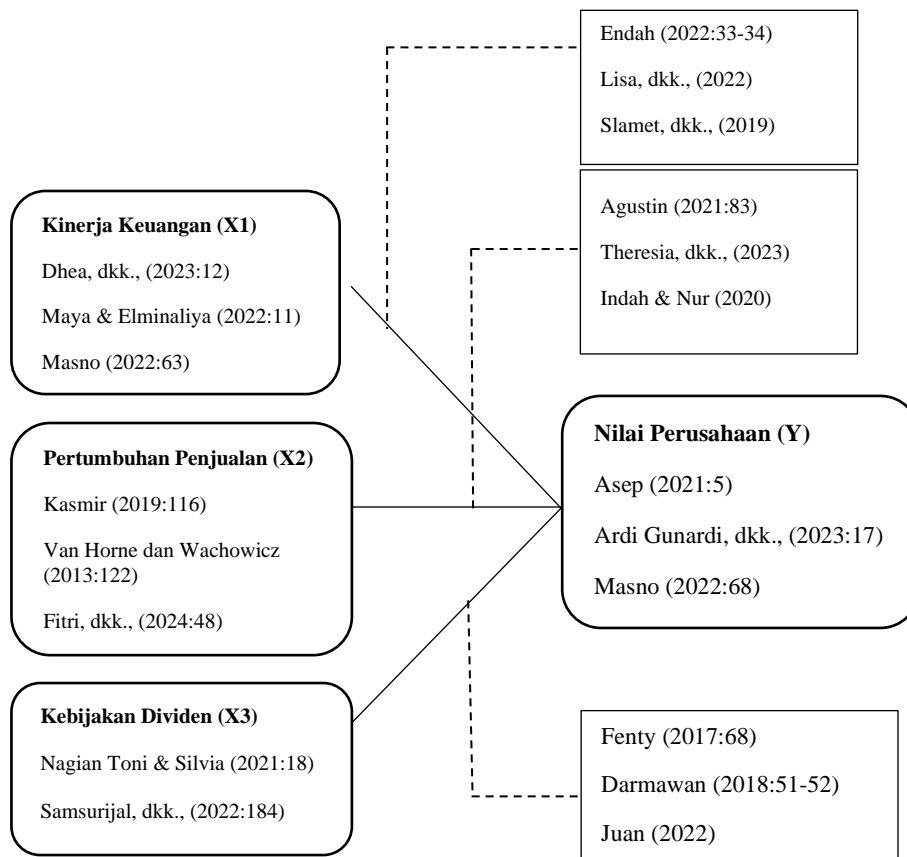 Endah (2022:33-34)
Lisa, dkk., (2022)
Slamet, dkk., (2019)
Agustin (2021:83)
Theresia, dkk., (2023)
Indah & Nur (2020)
Kinerja Keuangan (X1)
Dhea, dkk., (2023:12)
Maya & Elminaliya (2022:11)
Masno (2022:63)
Pertumbuhan Penjualan (X2)
Kasmir (2019:116)
Van Horne dan Wachowicz
(2013:122)
Fitri, dkk., (2024:48)
Nilai Perusahaan (Y)
Asep (2021:5)
Ardi Gunardi, dkk., (2023:17)
Masno (2022:68)
Kebijakan Dividen (X3)
Nagian Toni & Silvia (2021:18)
Samsurijal, dkk., (2022:184)
Fenty (2017:68)
Darmawan (2018:51-52)
Juan (2022)